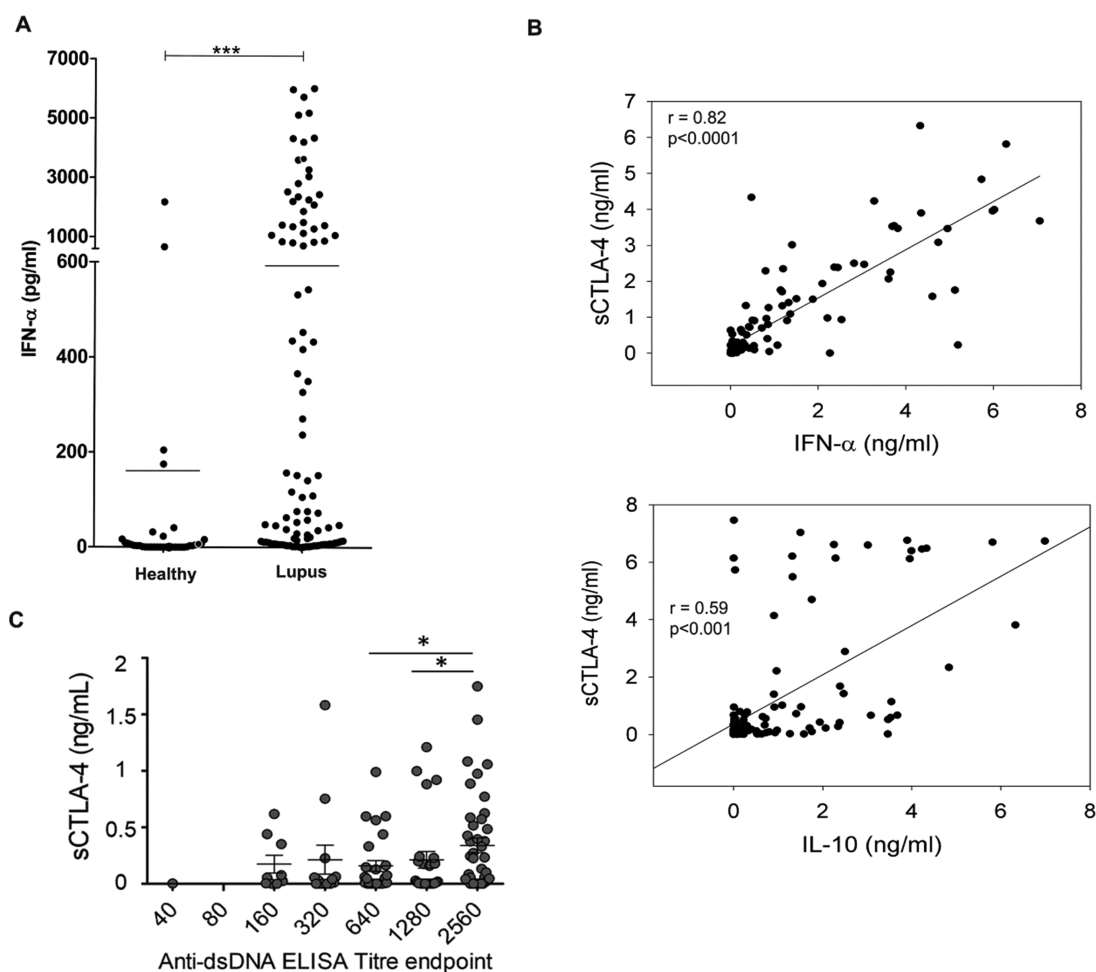 A
***
7000
5000
3000
1000
600
400
200
0
IFN-α (pg/ml)
Healthy Lupus
B
r = 0.82
p<0.0001
7
6
5
4
3
2
1
0
sCTLA-4 (ng/ml)
0 2 4 6 8
IFN-α (ng/ml)
r = 0.59
p<0.001
8
6
4
2
0
sCTLA-4 (ng/ml)
0 2 4 6 8
IL-10 (ng/ml)
C
*
*
2
1.5
1
0.5
0
sCTLA-4 (ng/mL)
40 80 160 320 640 1280 2560
Anti-dsDNA ELISA Titre endpoint